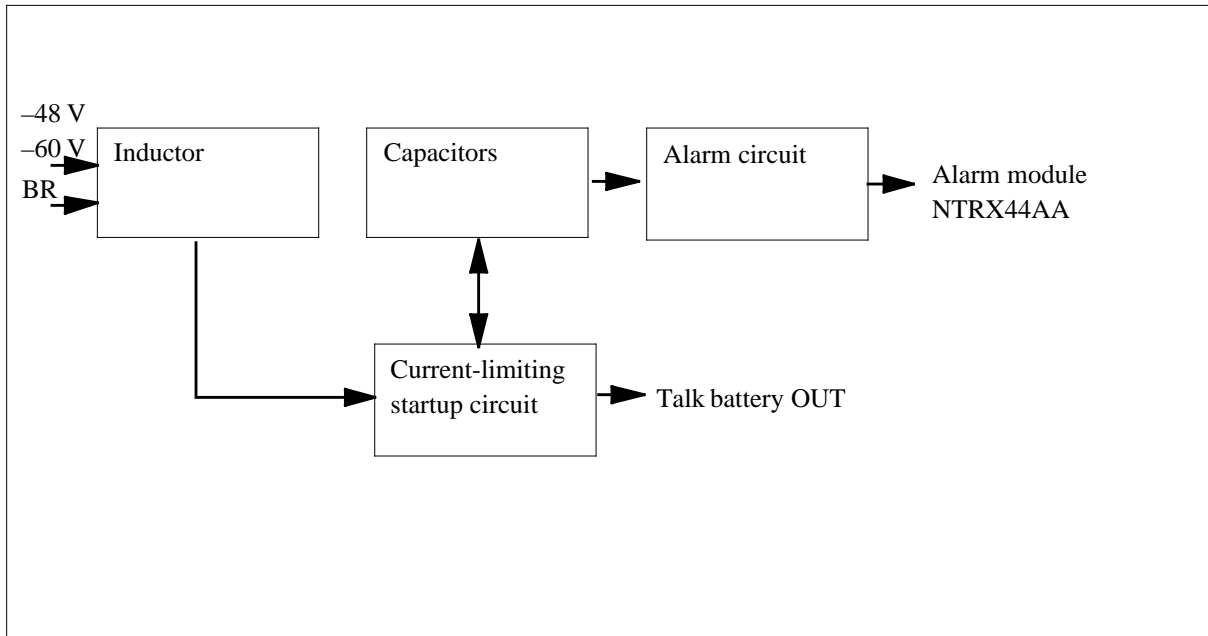 –48 V
–60 V
BR
Inductor
Capacitors
Alarm circuit
Alarm module
NTRX44AA
Current-limiting
startup circuit
Talk battery OUT